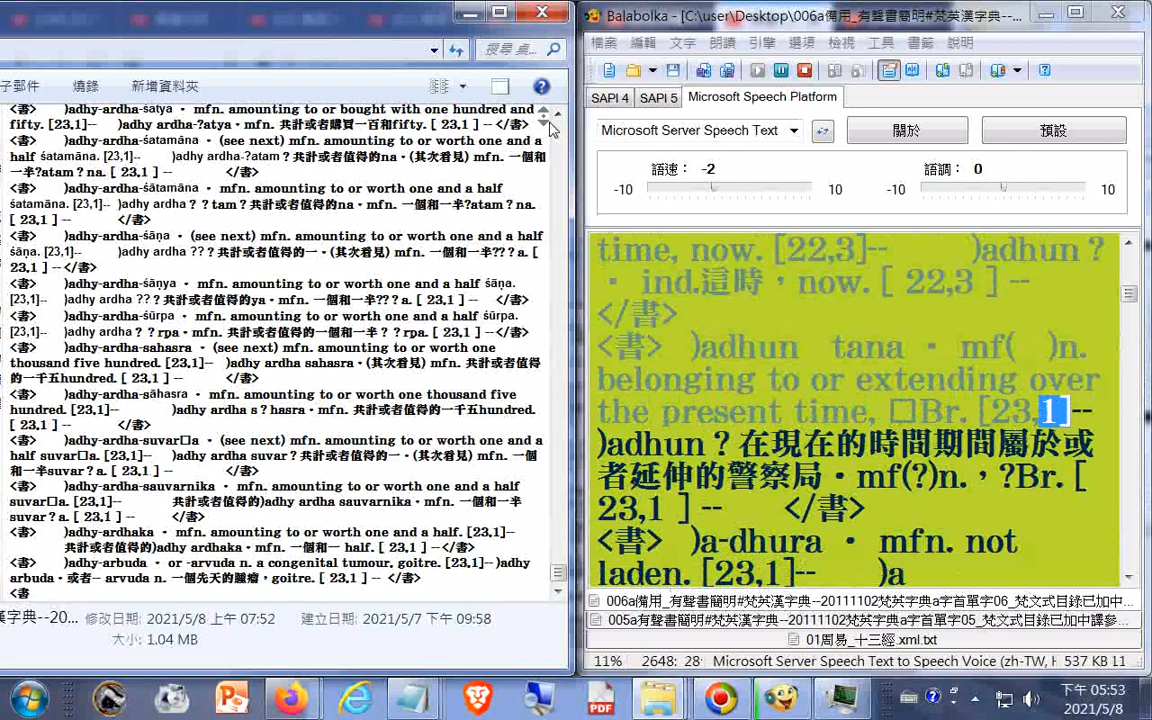 搜尋 桌...
子郵件 燒錄 新增資料夾
<書> )adhy-ardha-śatya・mfn. amounting to or bought with one hundred and
fifty. [23,1]-- )adhy ardha-?atya・mfn. 共計或者購買一百和fifty. [ 23,1 ] --</書>
<書> )adhy-ardha-śatamāna・(see next) mfn. amounting to or worth one and a
half śatamāna. [23,1]-- )adhy ardha-?atam？共計或者值得的na・(其次看見) mfn. 一個和
一半?atam？na. [ 23,1 ] -- </書>
<書> )adhy-ardha-śātamāna・mfn. amounting to or worth one and a half
śatamāna. [23,1]-- )adhy ardha？？tam？共計或者值得的na・mfn. 一個和一半?atam？na.
[ 23,1 ] -- </書>
<書> )adhy-ardha-śāṇa・(see next) mfn. amounting to or worth one and a half
śāṇa. [23,1]-- )adhy ardha ??？共計或者值得的一・(其次看見) mfn. 一個和一半???a. [
23,1 ] --</書>
<書> )adhy-ardha-śāṇya・mfn. amounting to or worth one and a half śāṇa.
[23,1]-- )adhy ardha ??？共計或者值得的ya・mfn. 一個和一半???a. [ 23,1 ] -- </書>
<書> )adhy-ardha-śūrpa・mfn. amounting to or worth one and a half śūrpa.
[23,1]-- )adhy ardha？？rpa・mfn. 共計或者值得的一個和一半？？rpa. [ 23,1 ] --</書>
<書> )adhy-ardha-sahasra・(see next) mfn. amounting to or worth one
thousand five hundred. [23,1]-- )adhy ardha sahasra・(其次看見) mfn. 共計或者值得
的一千五hundred. [ 23,1 ] -- </書>
<書> )adhy-ardha-sāhasra・mfn. amounting to or worth one thousand five
hundred. [23,1]-- )adhy ardha s？hasra・mfn. 共計或者值得的一千五hundred.
[ 23,1 ] -- </書>
<書> )adhy-ardha-suvar□a・(see next) mfn. amounting to or worth one and a
half suvar□a. [23,1]-- )adhy ardha suvar？a・(其次看見) mfn. 共計或者值得的一個
和一半suvar？a. [ 23,1 ] -- </書>
<書> )adhy-ardha-sauvarnika・mfn. amounting to or worth one and a half
suvar□a. [23,1]-- 共計或者值得的)adhy ardha sauvarnika・mfn. 一個和一半
suvar？a. [ 23,1 ] -- </書>
<書> )adhy-ardhaka・mfn. amounting to or worth one and a half. [23,1]--
共計或者值得的)adhy ardhaka・mfn. 一個和一 half. [ 23,1 ] -- </書>
<書> )adhy-arbuda・or -arvuda n. a congenital tumour, goitre. [23,1]--)adhy
arbuda・或者– arvuda n. 一個先天的腫瘤，goitre. [ 23,1 ] -- </書>
<書
漢字典--20... 修改日期: 2021/5/8 上午 07:52 建立日期: 2021/5/7 下午 09:58
大小: 1.04 MB
Balabolka - [C:\user\Desktop\006a備用_有聲書簡明#梵英漢字典--...
檔案 編輯 文字 朗讀 引擎 選項 檢視 工具 書籤 說明
SAPI 4 SAPI 5 Microsoft Speech Platform
Microsoft Server Speech Text 關於 預設
語速: -2 語調: 0
-10 10 -10 10
time, now. [22,3]-- )adhun？
・ ind.這時，now. [ 22,3 ] --
</書>
<書> )adhun tana・mf( )n.
belonging to or extending over
the present time, □Br. [23,1]--
)adhun？在現在的時間期間屬於或
者延伸的警察局・mf(?)n.，?Br. [
23,1 ] -- </書>
<書> )a-dhura・ mfn. not
laden. [23,1]-- )a
006a備用_有聲書簡明#梵英漢字典--20111102梵英字典a字首單字06_梵文式目錄已加中...
005a有聲書簡明#梵英漢字典--20111102梵英字典a字首單字05_梵文式目錄已加中譯參...
01周易_十三經.xml.txt
11% 2648: 28 Microsoft Server Speech Text to Speech Voice (zh-TW, H 537 KB 11
PDF
下午 05:53
2021/5/8